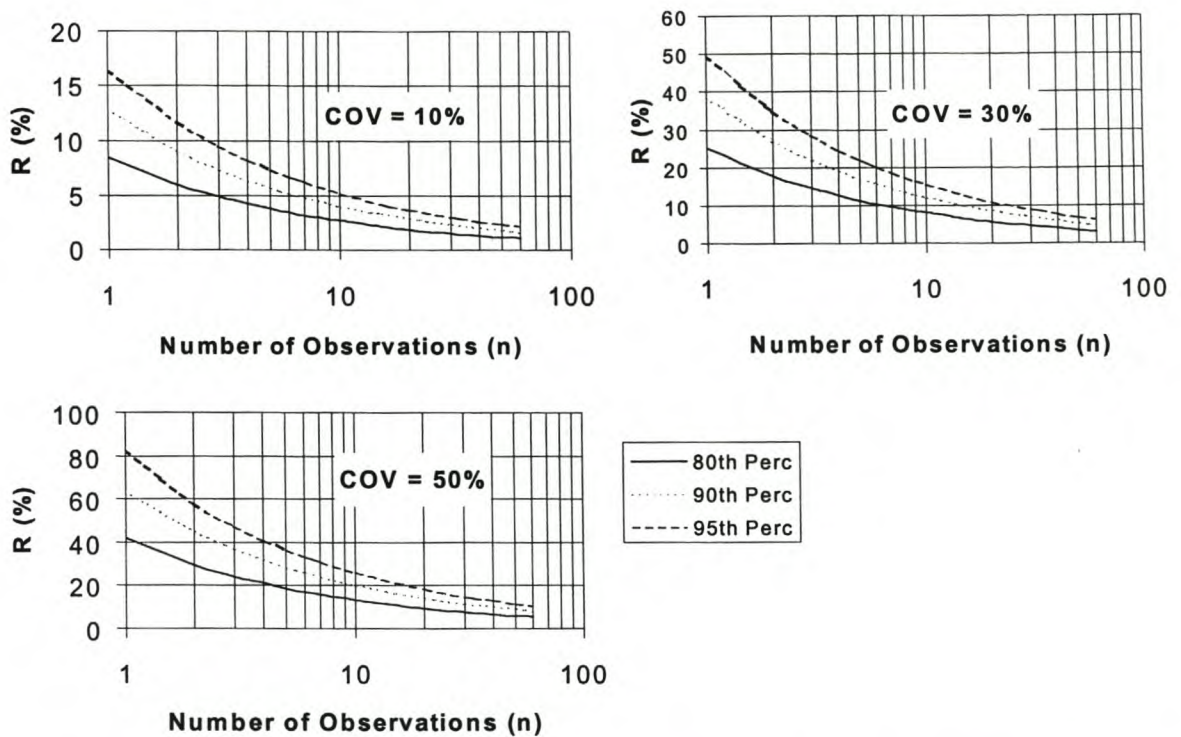 R (%)
20
15
10
5
0
COV = 10%
1
10
100
Number of Observations (n)
R (%)
60
50
40
30
20
10
0
COV = 30%
1
10
100
Number of Observations (n)
R (%)
100
80
60
40
20
0
COV = 50%
1
10
100
Number of Observations (n)
80th Perc
90th Perc
95th Perc